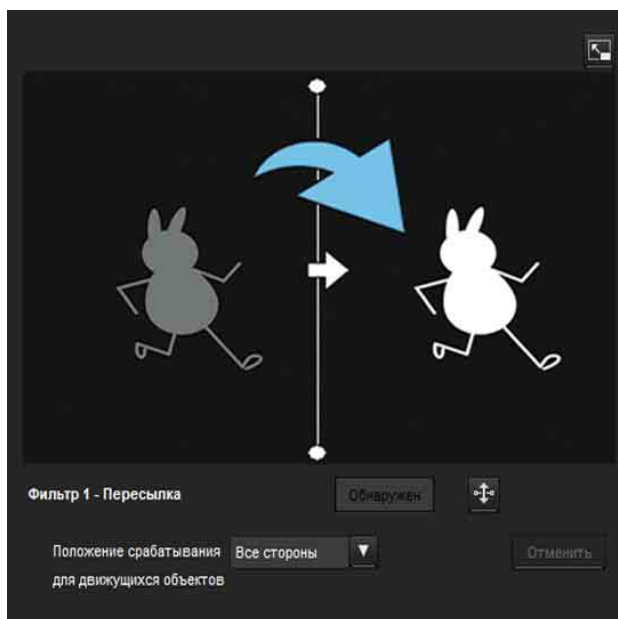 Фильтр 1 - Пересылка
Обнаружен
Положение срабатывания
для движущихся объектов
Все стороны
Отменить